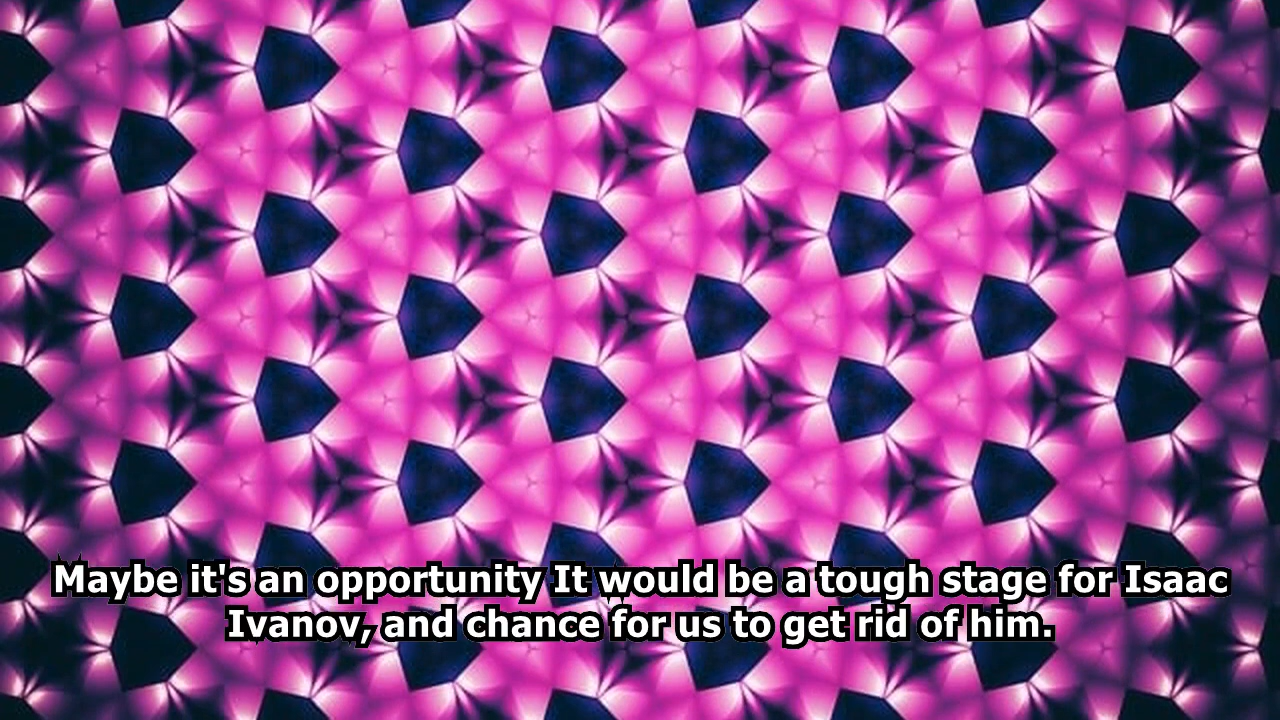 Maybe it's an opportunity It would be a tough stage for Isaac
Ivanov, and chance for us to get rid of him.